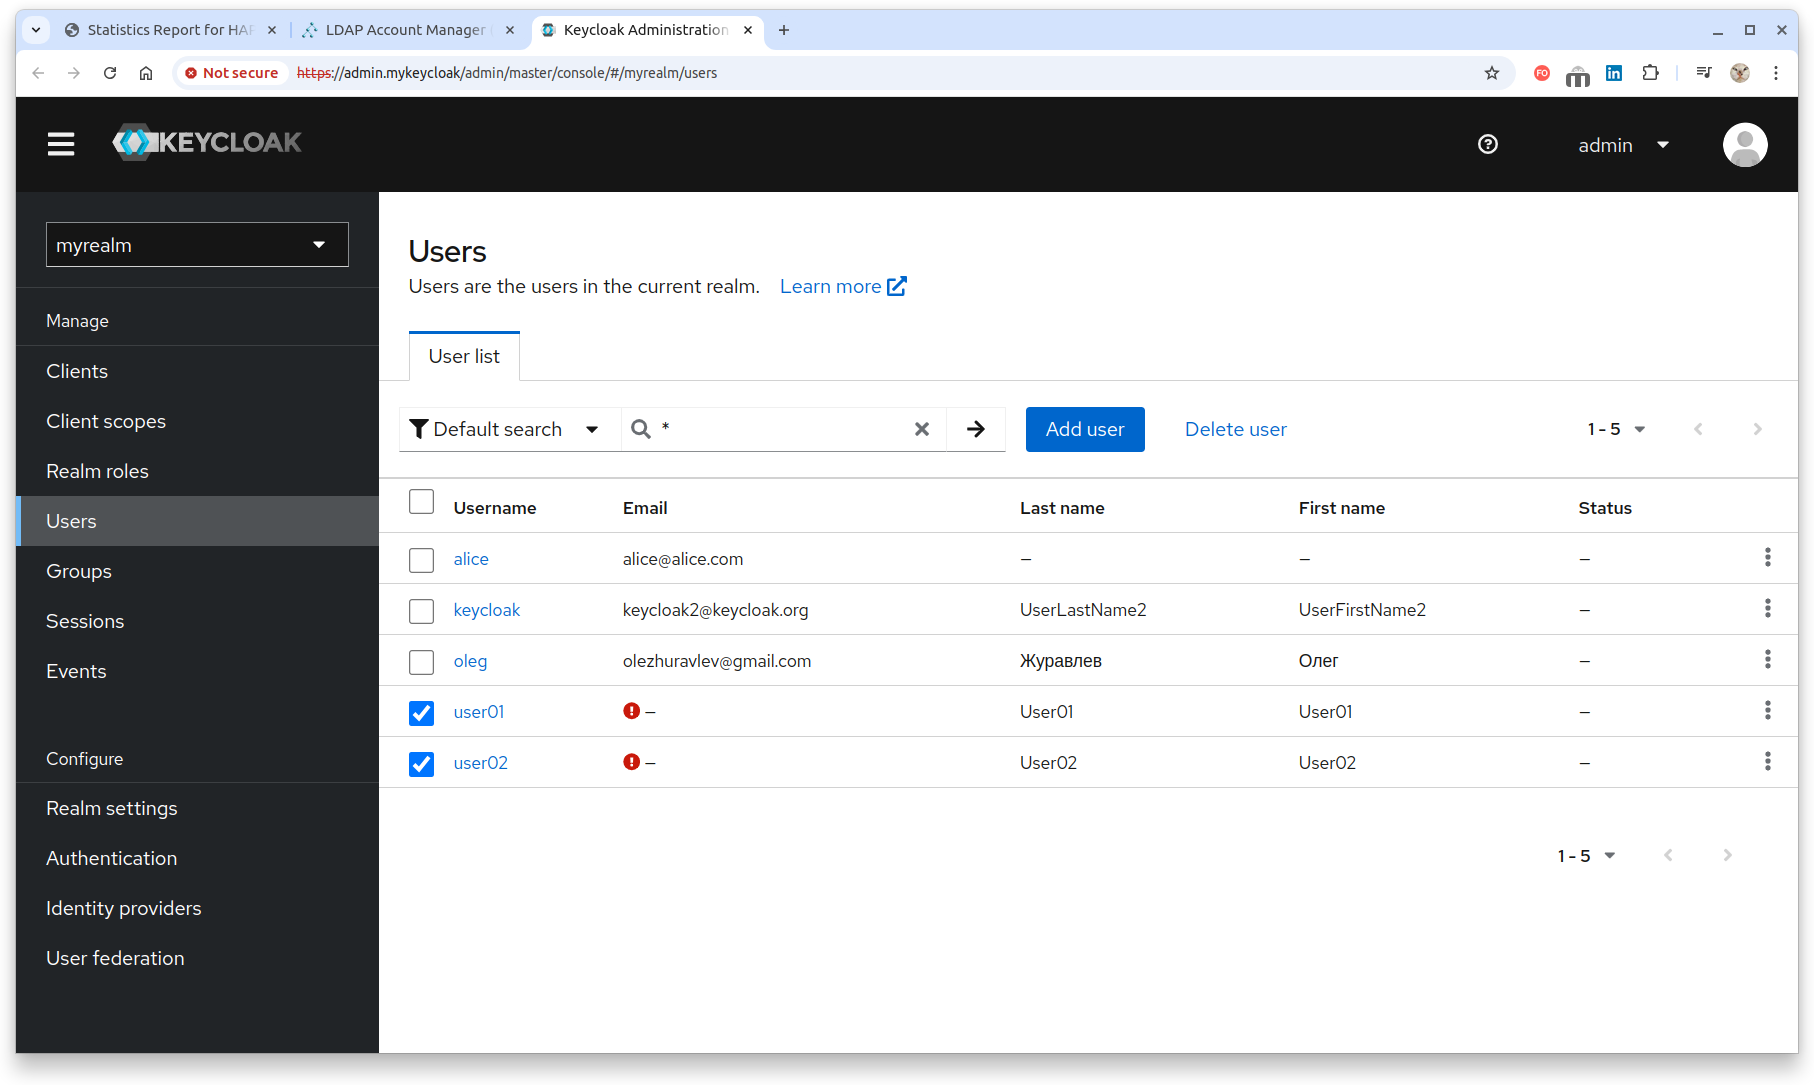 Statistics Report for HAP
LDAP Account Manager
Keycloak Administration
Not secure
https://admin.mykeycloak/admin/master/console/#/myrealm/users
FO
in
KEYCLOAK
admin
myrealm
Manage
Clients
Client scopes
Realm roles
Users
Groups
Sessions
Events
Configure
Realm settings
Authentication
Identity providers
User federation
Users
Users are the users in the current realm. Learn more
User list
Default search * Add user Delete user 1 - 5
Username Email Last name First name Status
alice alice@alice.com – – –
keycloak keycloak2@keycloak.org UserLastName2 UserFirstName2 –
oleg olezhuravlev@gmail.com Журавлев Олег –
user01 – User01 User01 –
user02 – User02 User02 –
1 - 5